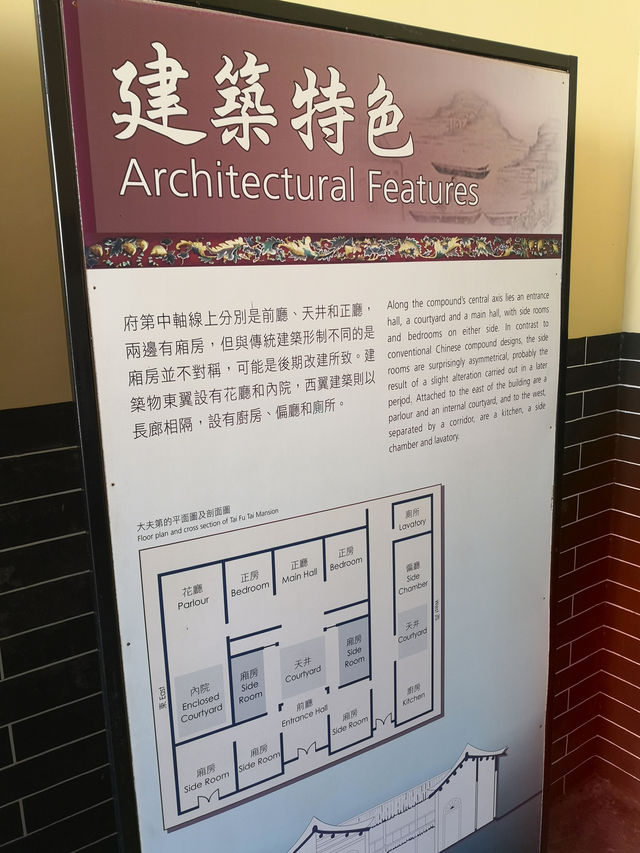 建築特色
Architectural Features
府第中軸線上分別是前廳、天井和正廳，
兩邊有廂房，但與傳統建築形制不同的是
廂房並不對稱，可能是後期改建所致。建
築物東翼設有花廳和內院，西翼建築則以
長廊相隔，設有廚房、偏廳和廁所。
Along the compound's central axis lies an entrance
hall, a courtyard and a main hall, with side rooms
and bedrooms on either side. In contrast to
conventional Chinese compound designs, the side
rooms are surprisingly asymmetrical, probably the
result of a slight alteration carried out in a later
period. Attached to the east of the building are a
parlour and an internal courtyard, and to the west,
separated by a corridor, are a kitchen, a side
chamber and lavatory.
大夫第的平面圖及剖面圖
Floor plan and cross section of Tai Fu Tai Mansion
廁所
Lavatory
花廳
Parlour
正房
Bedroom
正廳
Main Hall
正房
Bedroom
偏廳
Side
Chamber
東 East
內院
Enclosed
Courtyard
廂房
Side
Room
天井
Courtyard
廂房
Side
Room
天井
Courtyard
西 West
前廳
Entrance Hall
廚房
Kitchen
廂房
Side Room
廂房
Side Room
廂房
Side Room